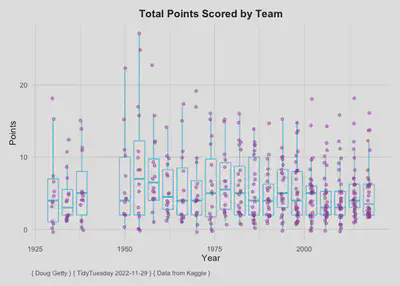 Total Points Scored by Team
20
10
0
Points
1925
1950
1975
2000
Year
{ Doug Getty } { TidyTuesday 2022-11-29 } { Data from Kaggle }